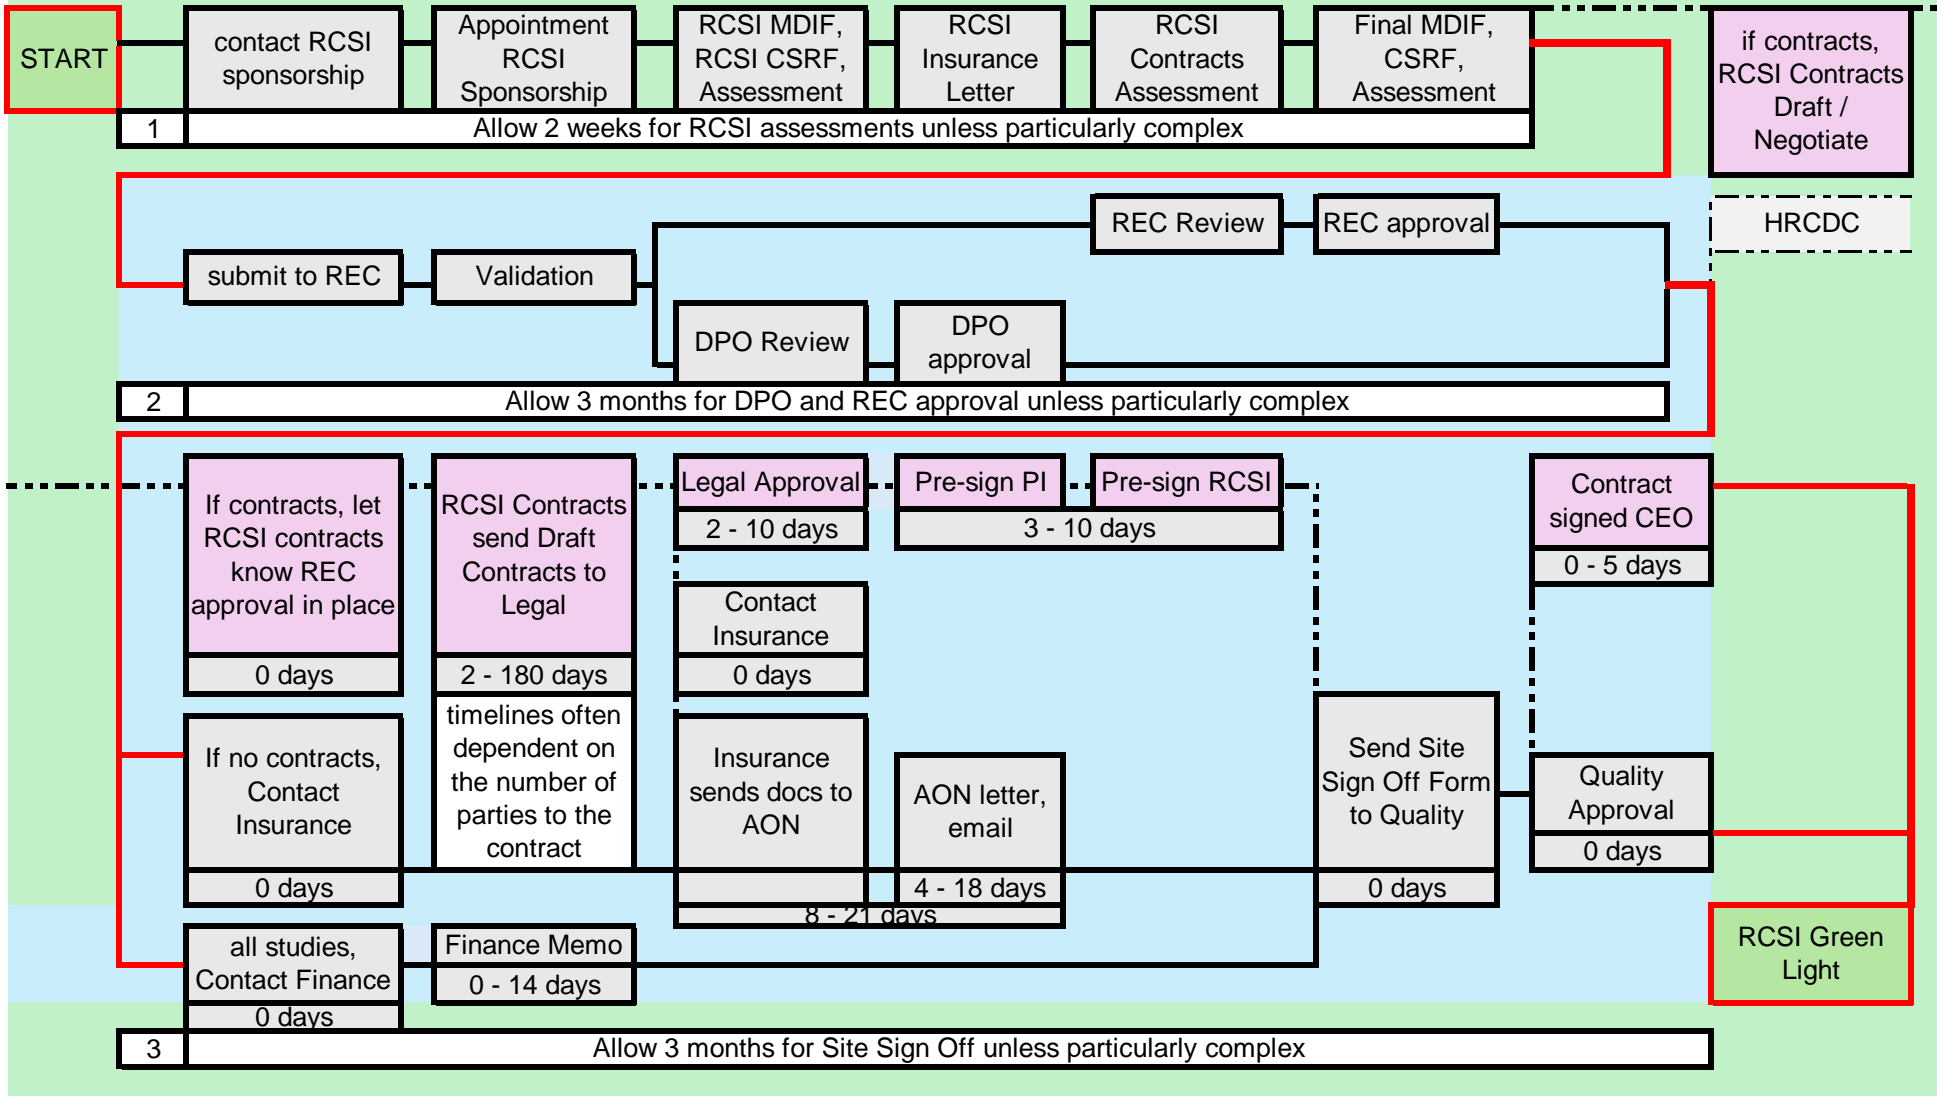 START
contact RCSI
sponsorship
Appointment
RCSI
Sponsorship
RCSI MDIF,
RCSI CSRF,
Assessment
RCSI
Insurance
Letter
RCSI
Contracts
Assessment
Final MDIF,
CSRF,
Assessment
if contracts,
RCSI Contracts
Draft /
Negotiate
1
Allow 2 weeks for RCSI assessments unless particularly complex
submit to REC
Validation
REC Review
REC approval
HRCDC
DPO Review
DPO
approval
2
Allow 3 months for DPO and REC approval unless particularly complex
If contracts, let
RCSI contracts
know REC
approval in place
0 days
RCSI Contracts
send Draft
Contracts to
Legal
2 - 180 days
timelines often
dependent on
the number of
parties to the
contract
Legal Approval
2 - 10 days
Pre-sign PI
Pre-sign RCSI
3 - 10 days
Contract
signed CEO
0 - 5 days
Contact
Insurance
0 days
If no contracts,
Contact
Insurance
0 days
Insurance
sends docs to
AON
AON letter,
email
4 - 18 days
8 - 21 days
Send Site
Sign Off Form
to Quality
0 days
Quality
Approval
0 days
all studies,
Contact Finance
0 days
Finance Memo
0 - 14 days
RCSI Green
Light
3
Allow 3 months for Site Sign Off unless particularly complex